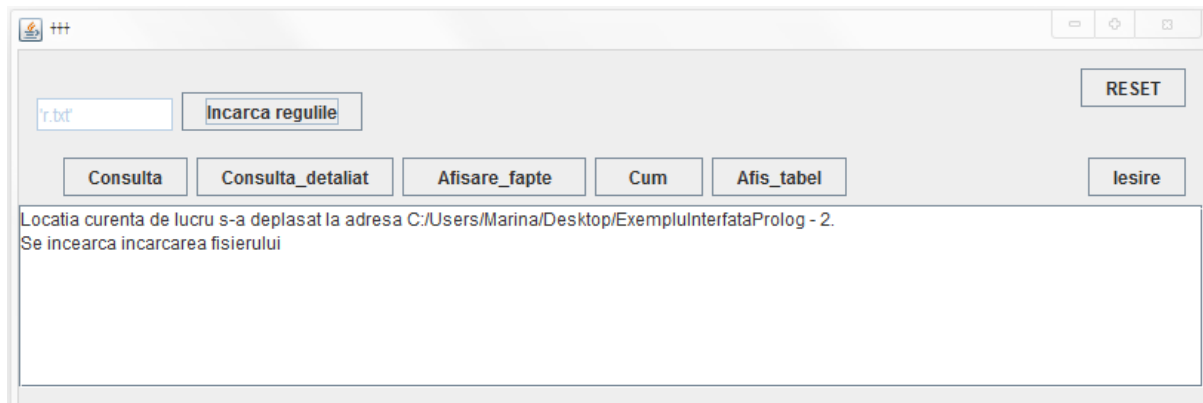 ƗƗƗ
RESET
'r.txt'
Incarca regulile
Consulta
Consulta_detaliat
Afisare_fapte
Cum
Afis_tabel
Iesire
Locatia curenta de lucru s-a deplasat la adresa C:/Users/Marina/Desktop/ExempluInterfataProlog - 2.
Se incearca incarcarea fisierului